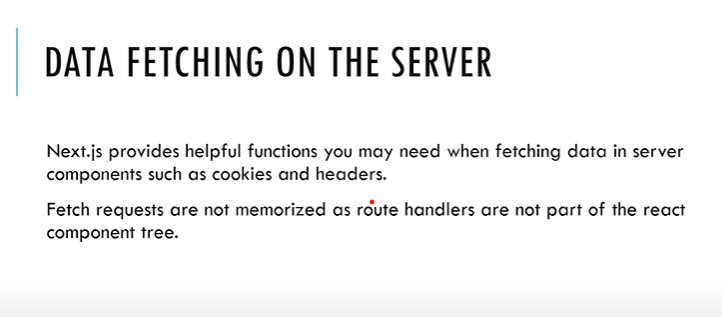 DATA FETCHING ON THE SERVER
Next.js provides helpful functions you may need when fetching data in server
components such as cookies and headers.
Fetch requests are not memorized as route handlers are not part of the react
component tree.